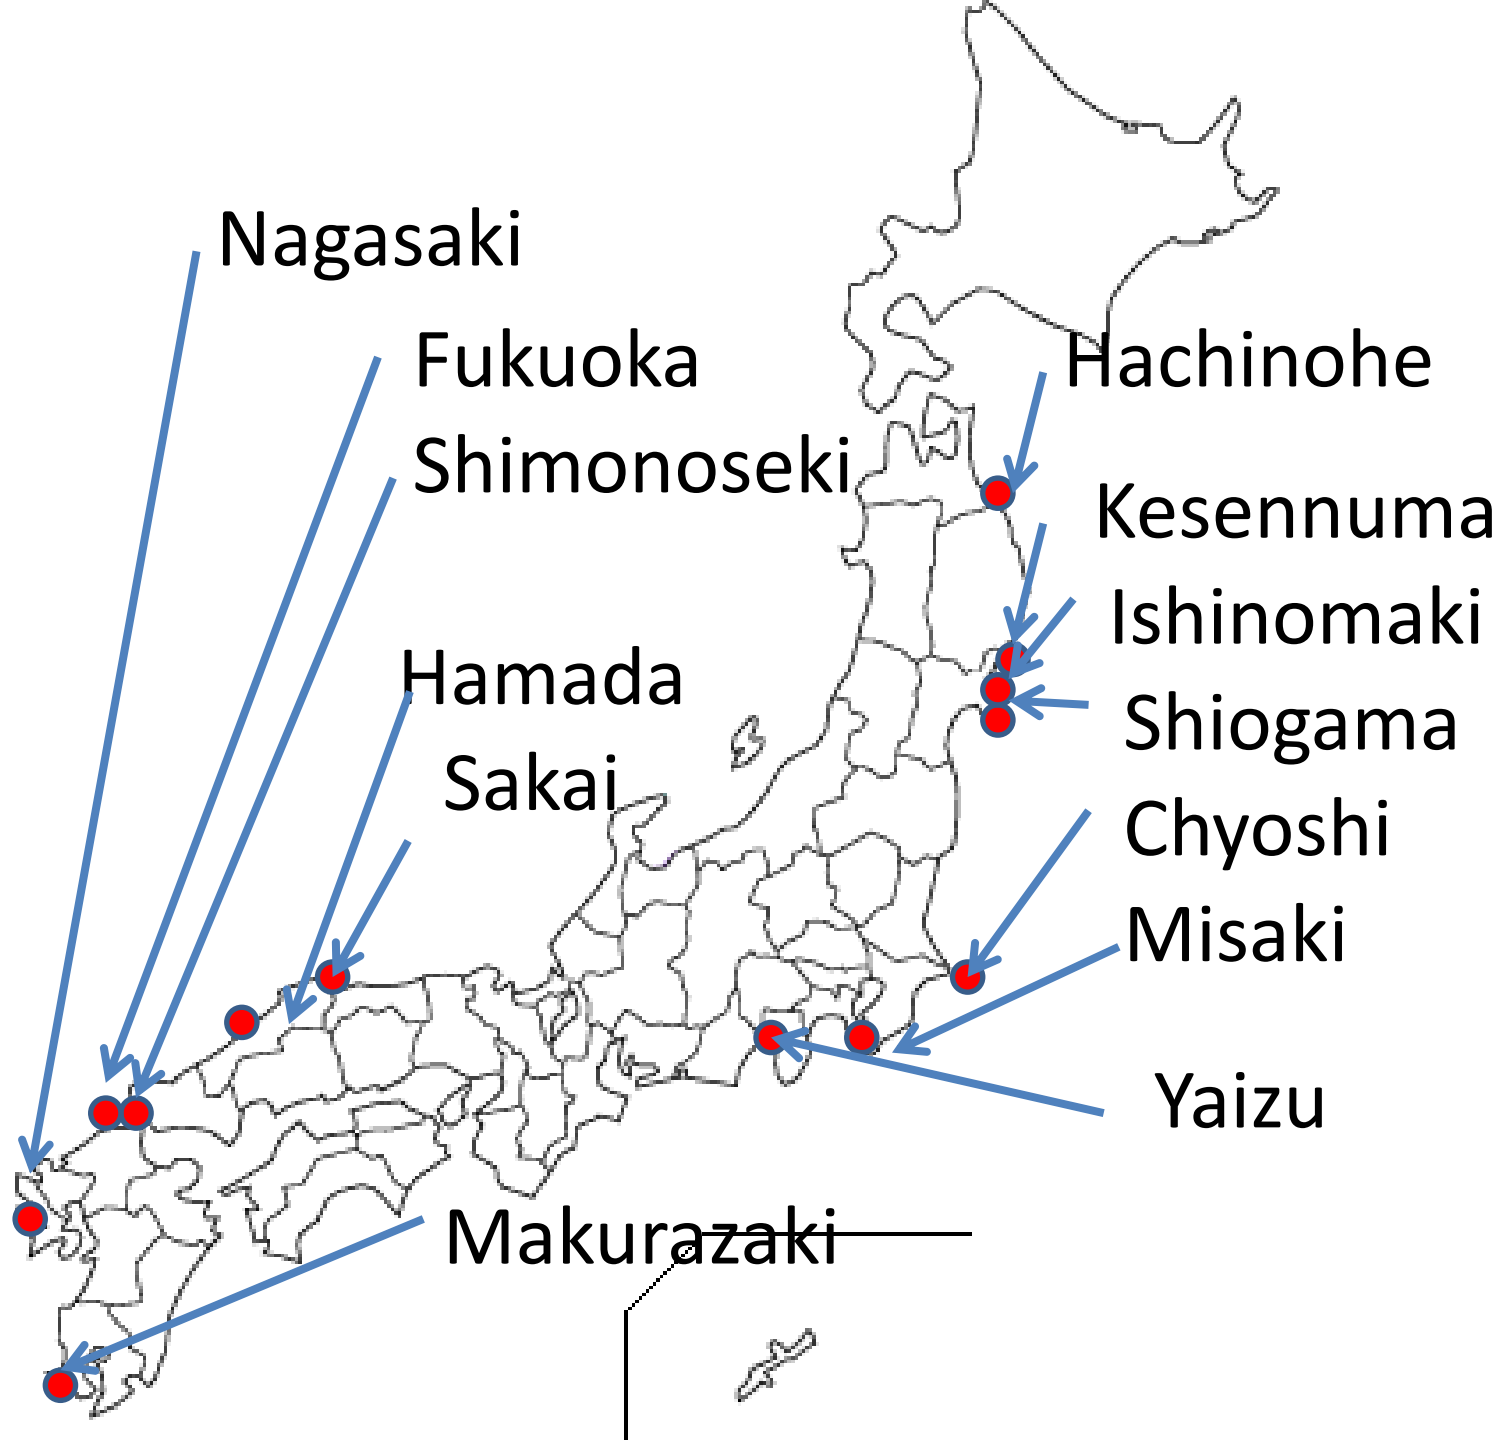 Nagasaki
Fukuoka
Hachinohe
Shimonoseki
Kesennuma
Ishinomaki
Hamada
Shiogama
Sakai
Chyoshi
Misaki
Yaizu
Makurazaki